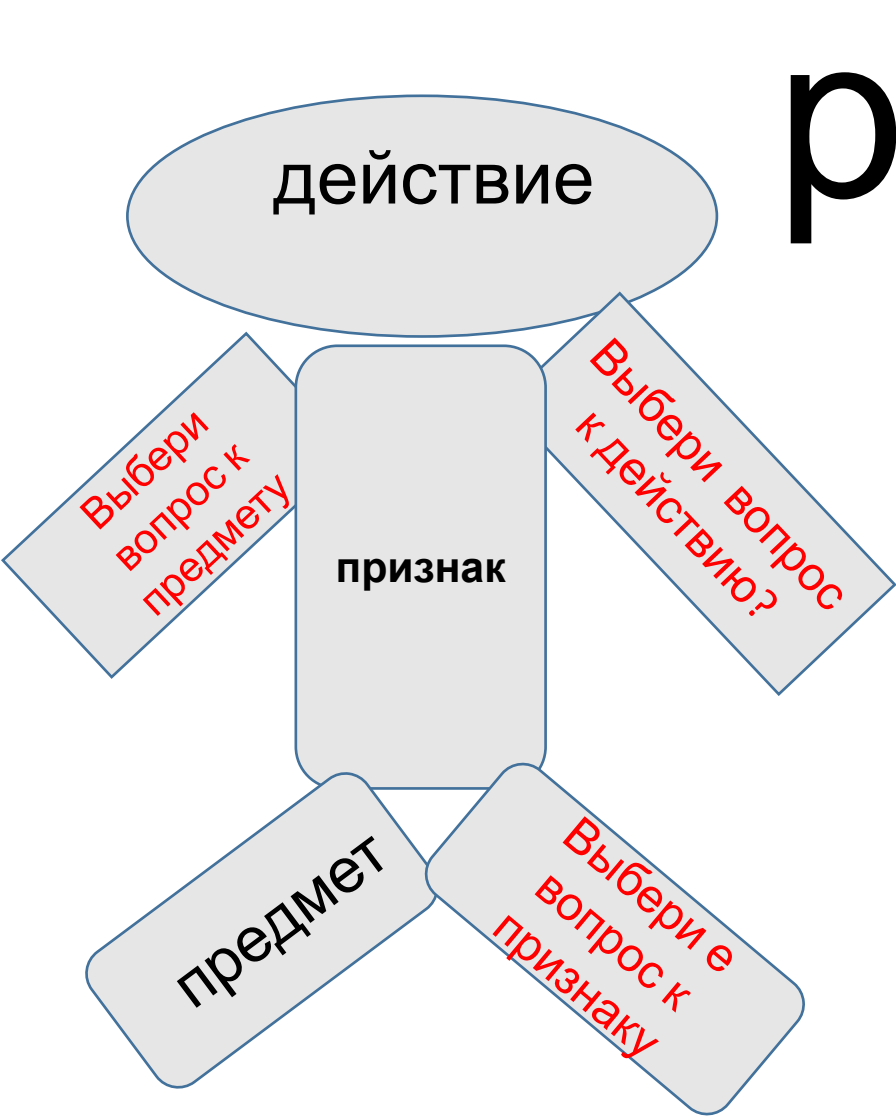 р
действие
Выбери
вопрос к
предмету
Выбери вопрос
к действию?
признак
предмет
Выбери е
вопрос к
признаку